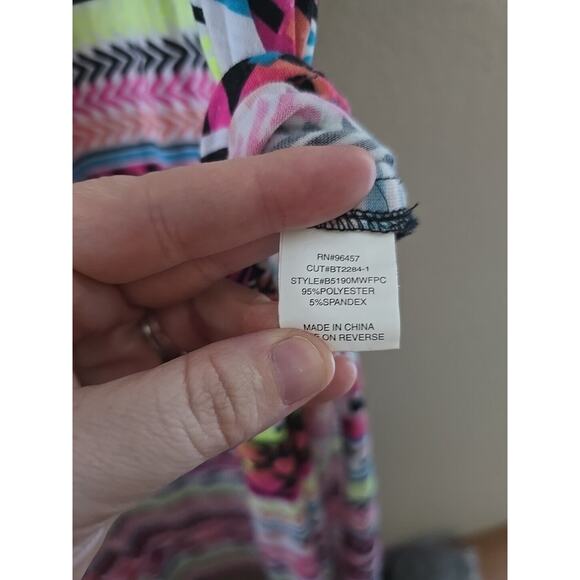 RN#96457
CUT#BT2284-1
STYLE#B5190MWFPC
95%POLYESTER
5%SPANDEX
MADE IN CHINA
ON REVERSE